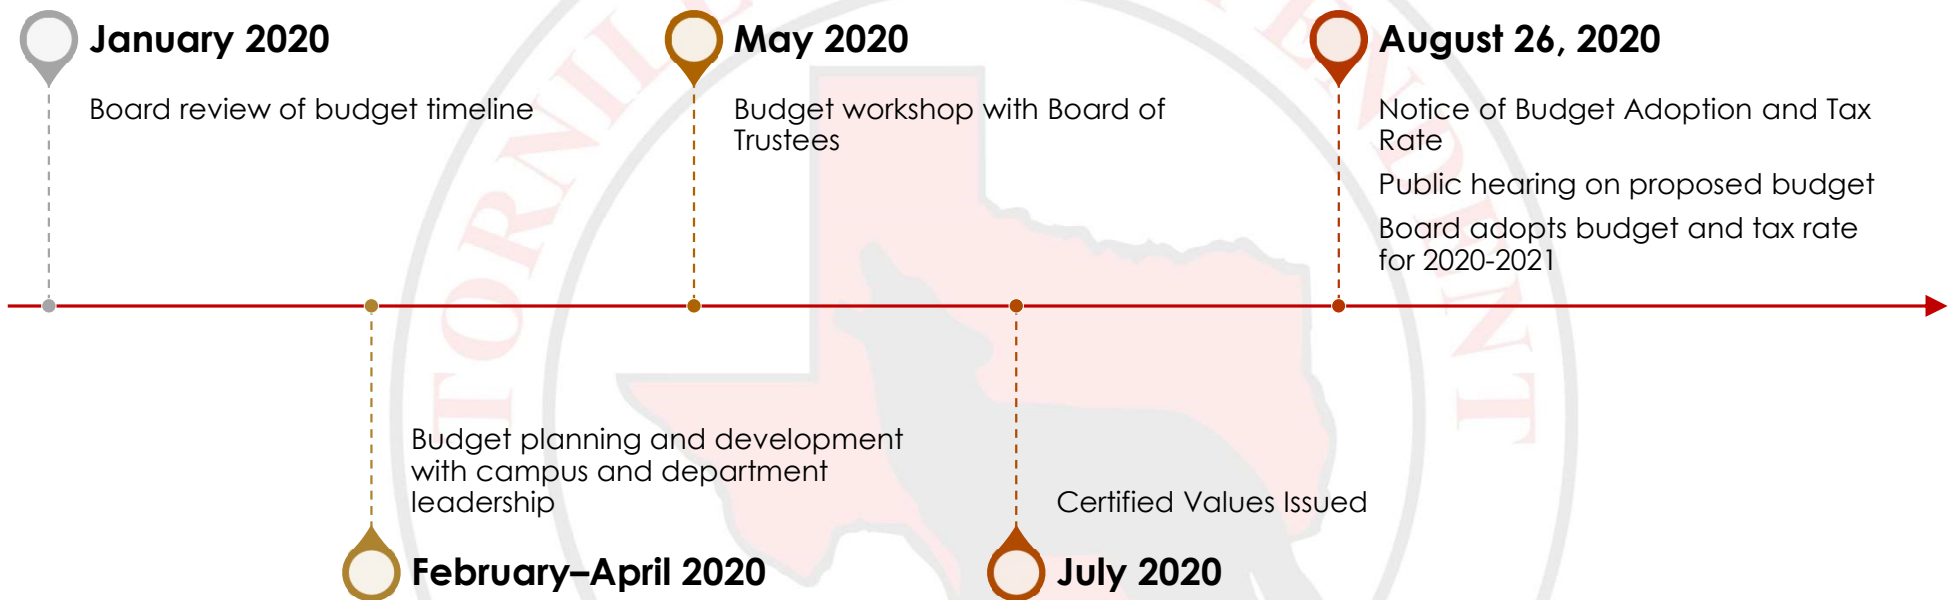 January 2020
Board review of budget timeline
February–April 2020
Budget planning and development
with campus and department
leadership
May 2020
Budget workshop with Board of
Trustees
July 2020
Certified Values Issued
August 26, 2020
Notice of Budget Adoption and Tax
Rate
Public hearing on proposed budget
Board adopts budget and tax rate
for 2020-2021